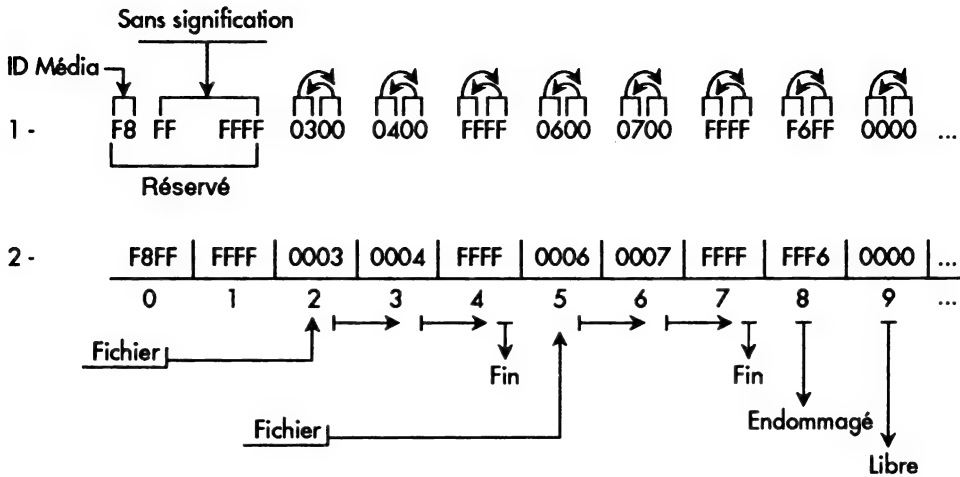 Sans signification
ID Média
1 - F8 FF FFFF 0300 0400 FFFF 0600 0700 FFFF F6FF 0000 ...
Réservé
2 - F8FF FFFF 0003 0004 FFFF 0006 0007 FFFF FFF6 0000 ...
0 1 2 3 4 5 6 7 8 9 ...
Fichier
Fin Fin
Endommagé
Fichier
Libre